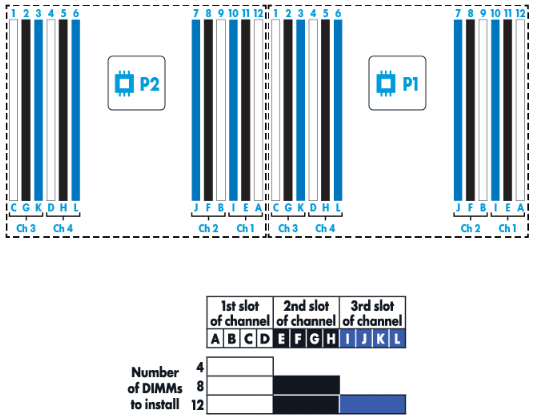 1 2 3 4 5 6 7 8 9 10 11 12 1 2 3 4 5 6 7 8 9 10 11 12
P2 P1
C G K D H L J F B I E A C G K D H L J F B I E A
Ch 3 Ch 4 Ch 2 Ch 1 Ch 3 Ch 4 Ch 2 Ch 1
1st slot 2nd slot 3rd slot
of channel of channel of channel
A B C D E F G H I J K L
Number
of DIMMs
to install
4
8
12